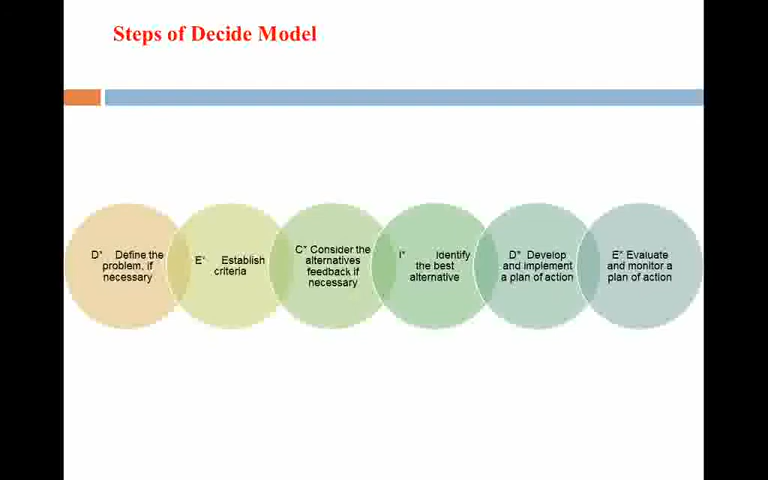 Steps of Decide Model
D* Define the
problem, if
necessary
E* Establish
criteria
C* Consider the
alternatives
feedback if
necessary
I* Identify
the best
alternative
D* Develop
and implement
a plan of action
E* Evaluate
and monitor a
plan of action